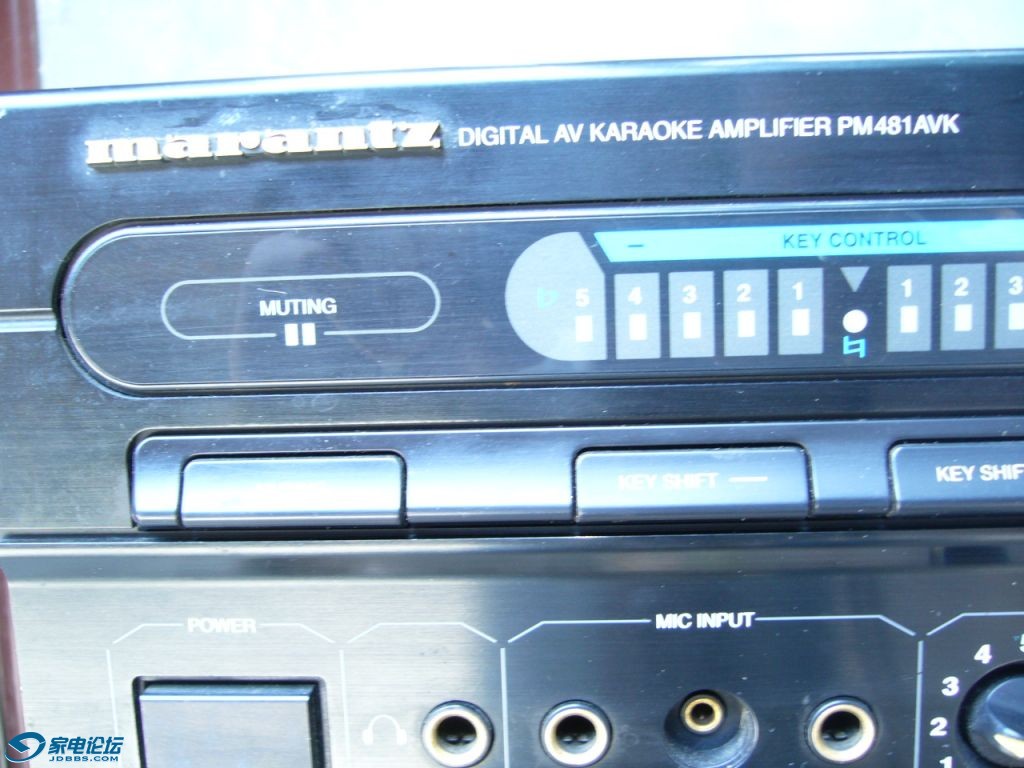 marantz DIGITAL AV KARAOKE AMPLIFIER PM481AVK
− KEY CONTROL
♭ 5 4 3 2 1 1 2 3
♮
MUTING
KEY SHIFT — KEY SHIF
POWER MIC INPUT
4 5
3
2
1
家电论坛
JDBBS.COM